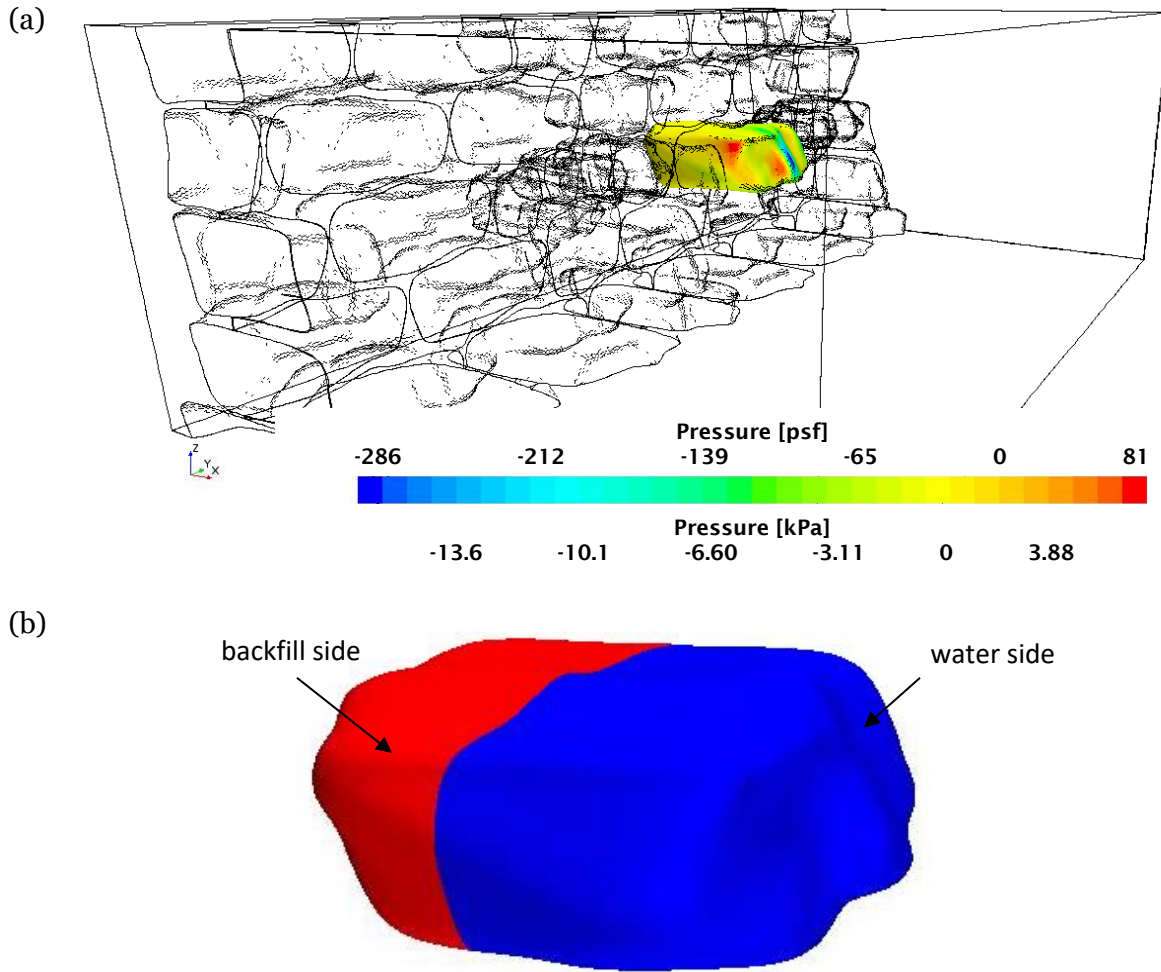 (a)
Z
Y
X
Pressure [psf]
-286 -212 -139 -65 0 81
Pressure [kPa]
-13.6 -10.1 -6.60 -3.11 0 3.88
(b)
backfill side
water side